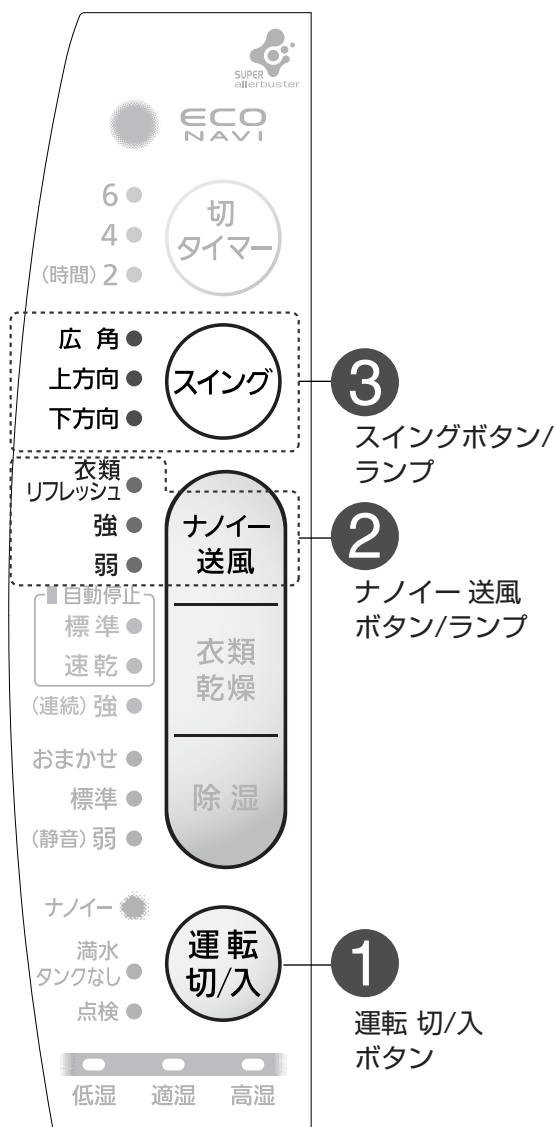 SUPER
allerbuster
ECO
NAVI
6
4
(時間) 2
切
タイマー
広 角
上方向
下方向
スイング
3
スイングボタン/
ランプ
衣類
リフレッシュ
強
弱
ナノイー
送風
2
ナノイー 送風
ボタン/ランプ
自動停止
標 準
速 乾
(連続) 強
衣類
乾燥
おまかせ
標準
(静音) 弱
除 湿
ナノイー
満水
タンクなし
点検
運 転
切/入
1
運転 切/入
ボタン
低湿
適湿
高湿